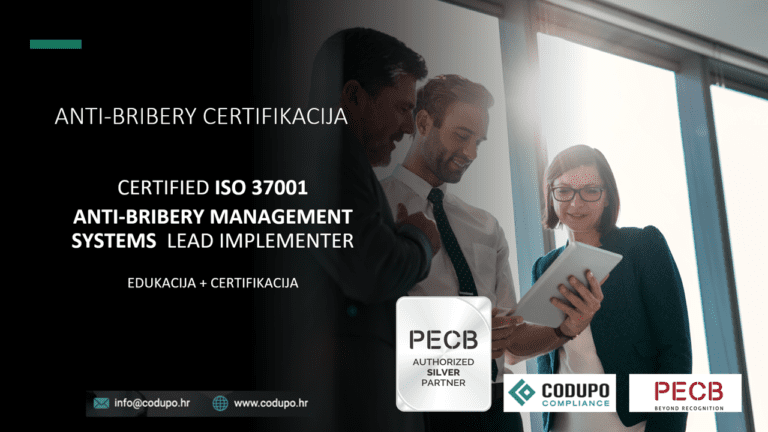 ANTI-BRIBERY CERTIFIKACIJA
CERTIFIED ISO 37001
ANTI-BRIBERY MANAGEMENT
SYSTEMS LEAD IMPLEMENTER
EDUKACIJA + CERTIFIKACIJA
PECB
AUTHORIZED
SILVER
PARTNER
info@codupo.hr www.codupo.hr
CODUPO
COMPLIANCE
PECB
BEYOND RECOGNITION